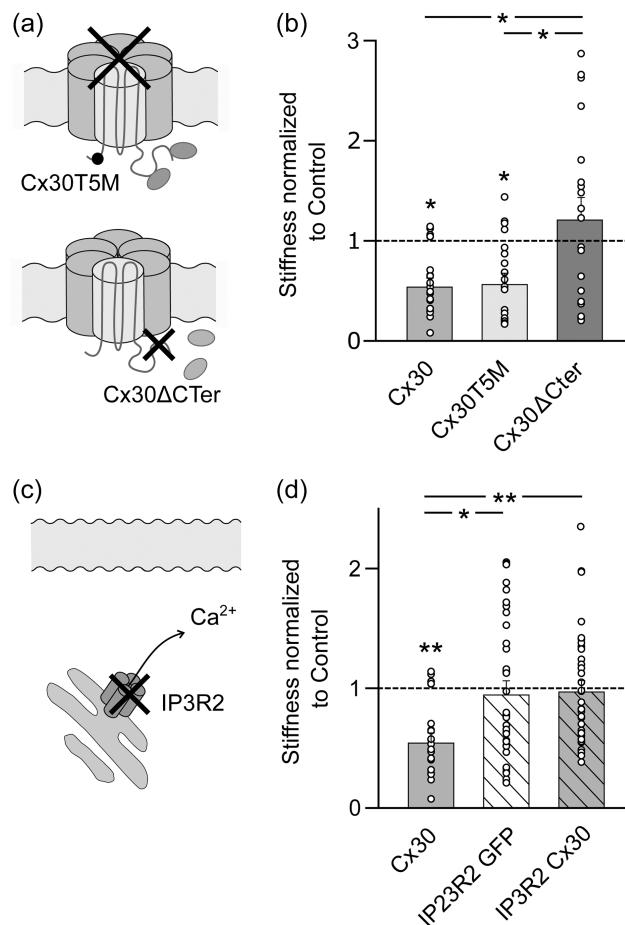 (a)
Cx30T5M
Cx30ΔCTer
(b)
* 
*
Stiffness normalized
to Control
3
2
1
0
*
*
Cx30
Cx30T5M
Cx30ΔCter
(c)
Ca²⁺
IP3R2
(d)
**
*
Stiffness normalized
to Control
2
1
0
**
Cx30
IP23R2 GFP
IP3R2 Cx30